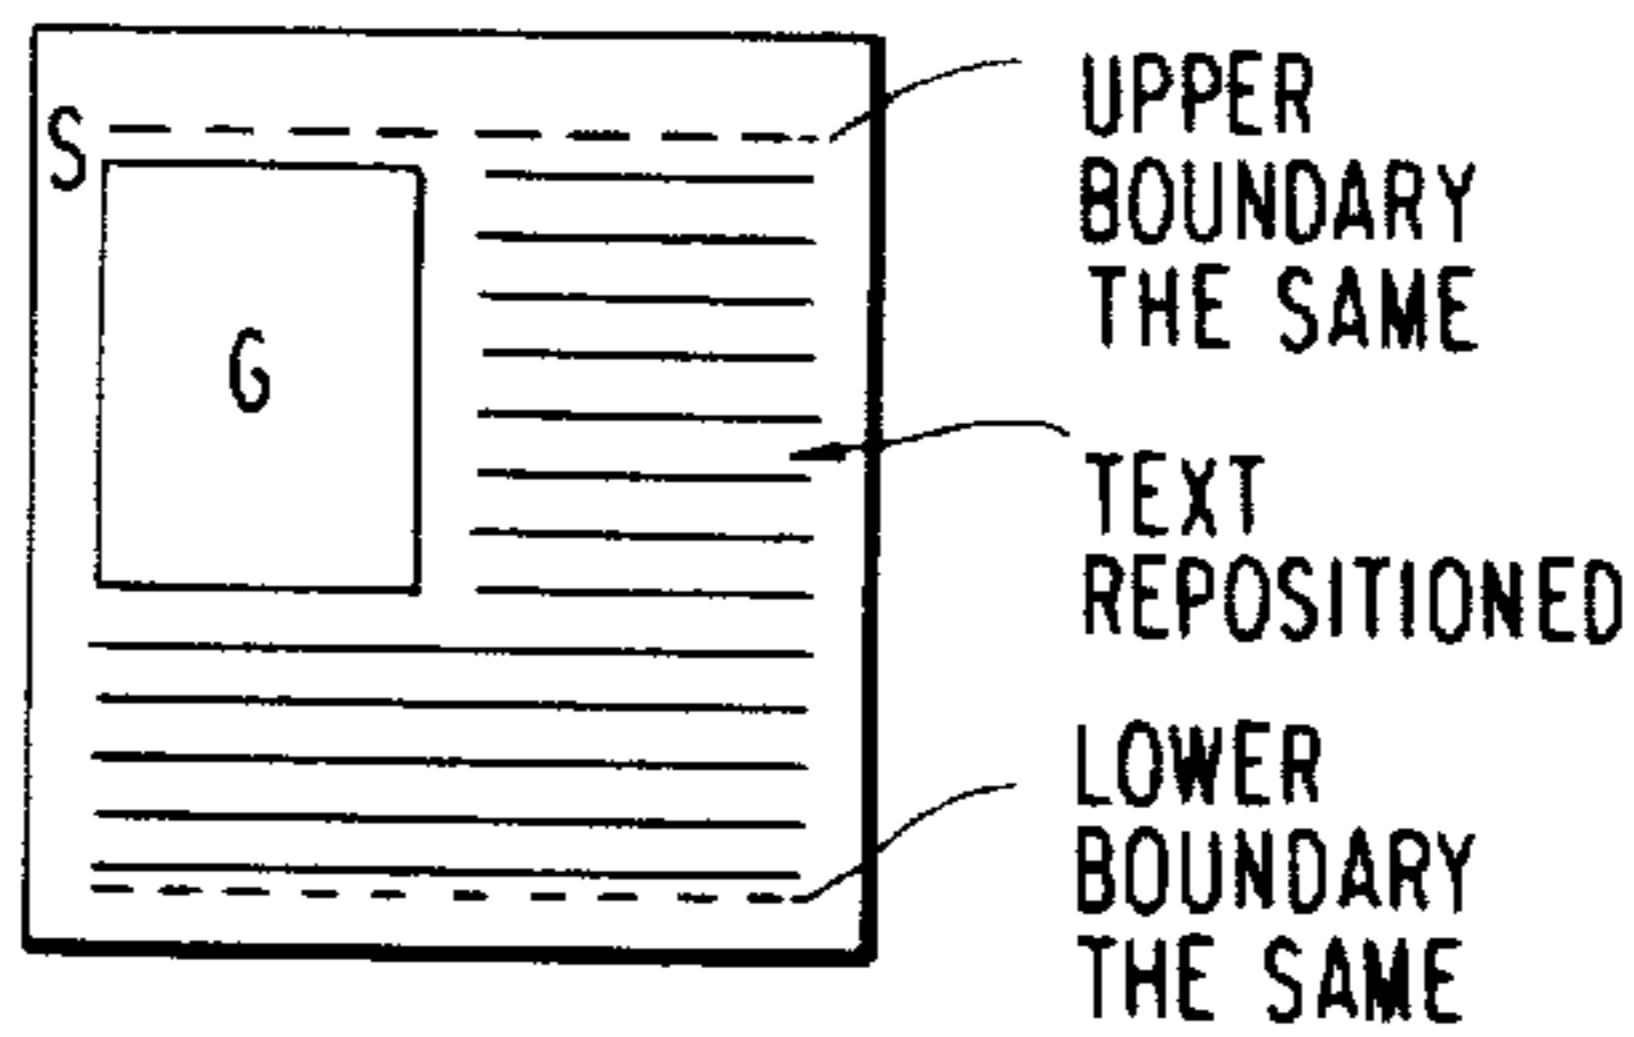 S
G
UPPER
BOUNDARY
THE SAME
TEXT
REPOSITIONED
LOWER
BOUNDARY
THE SAME